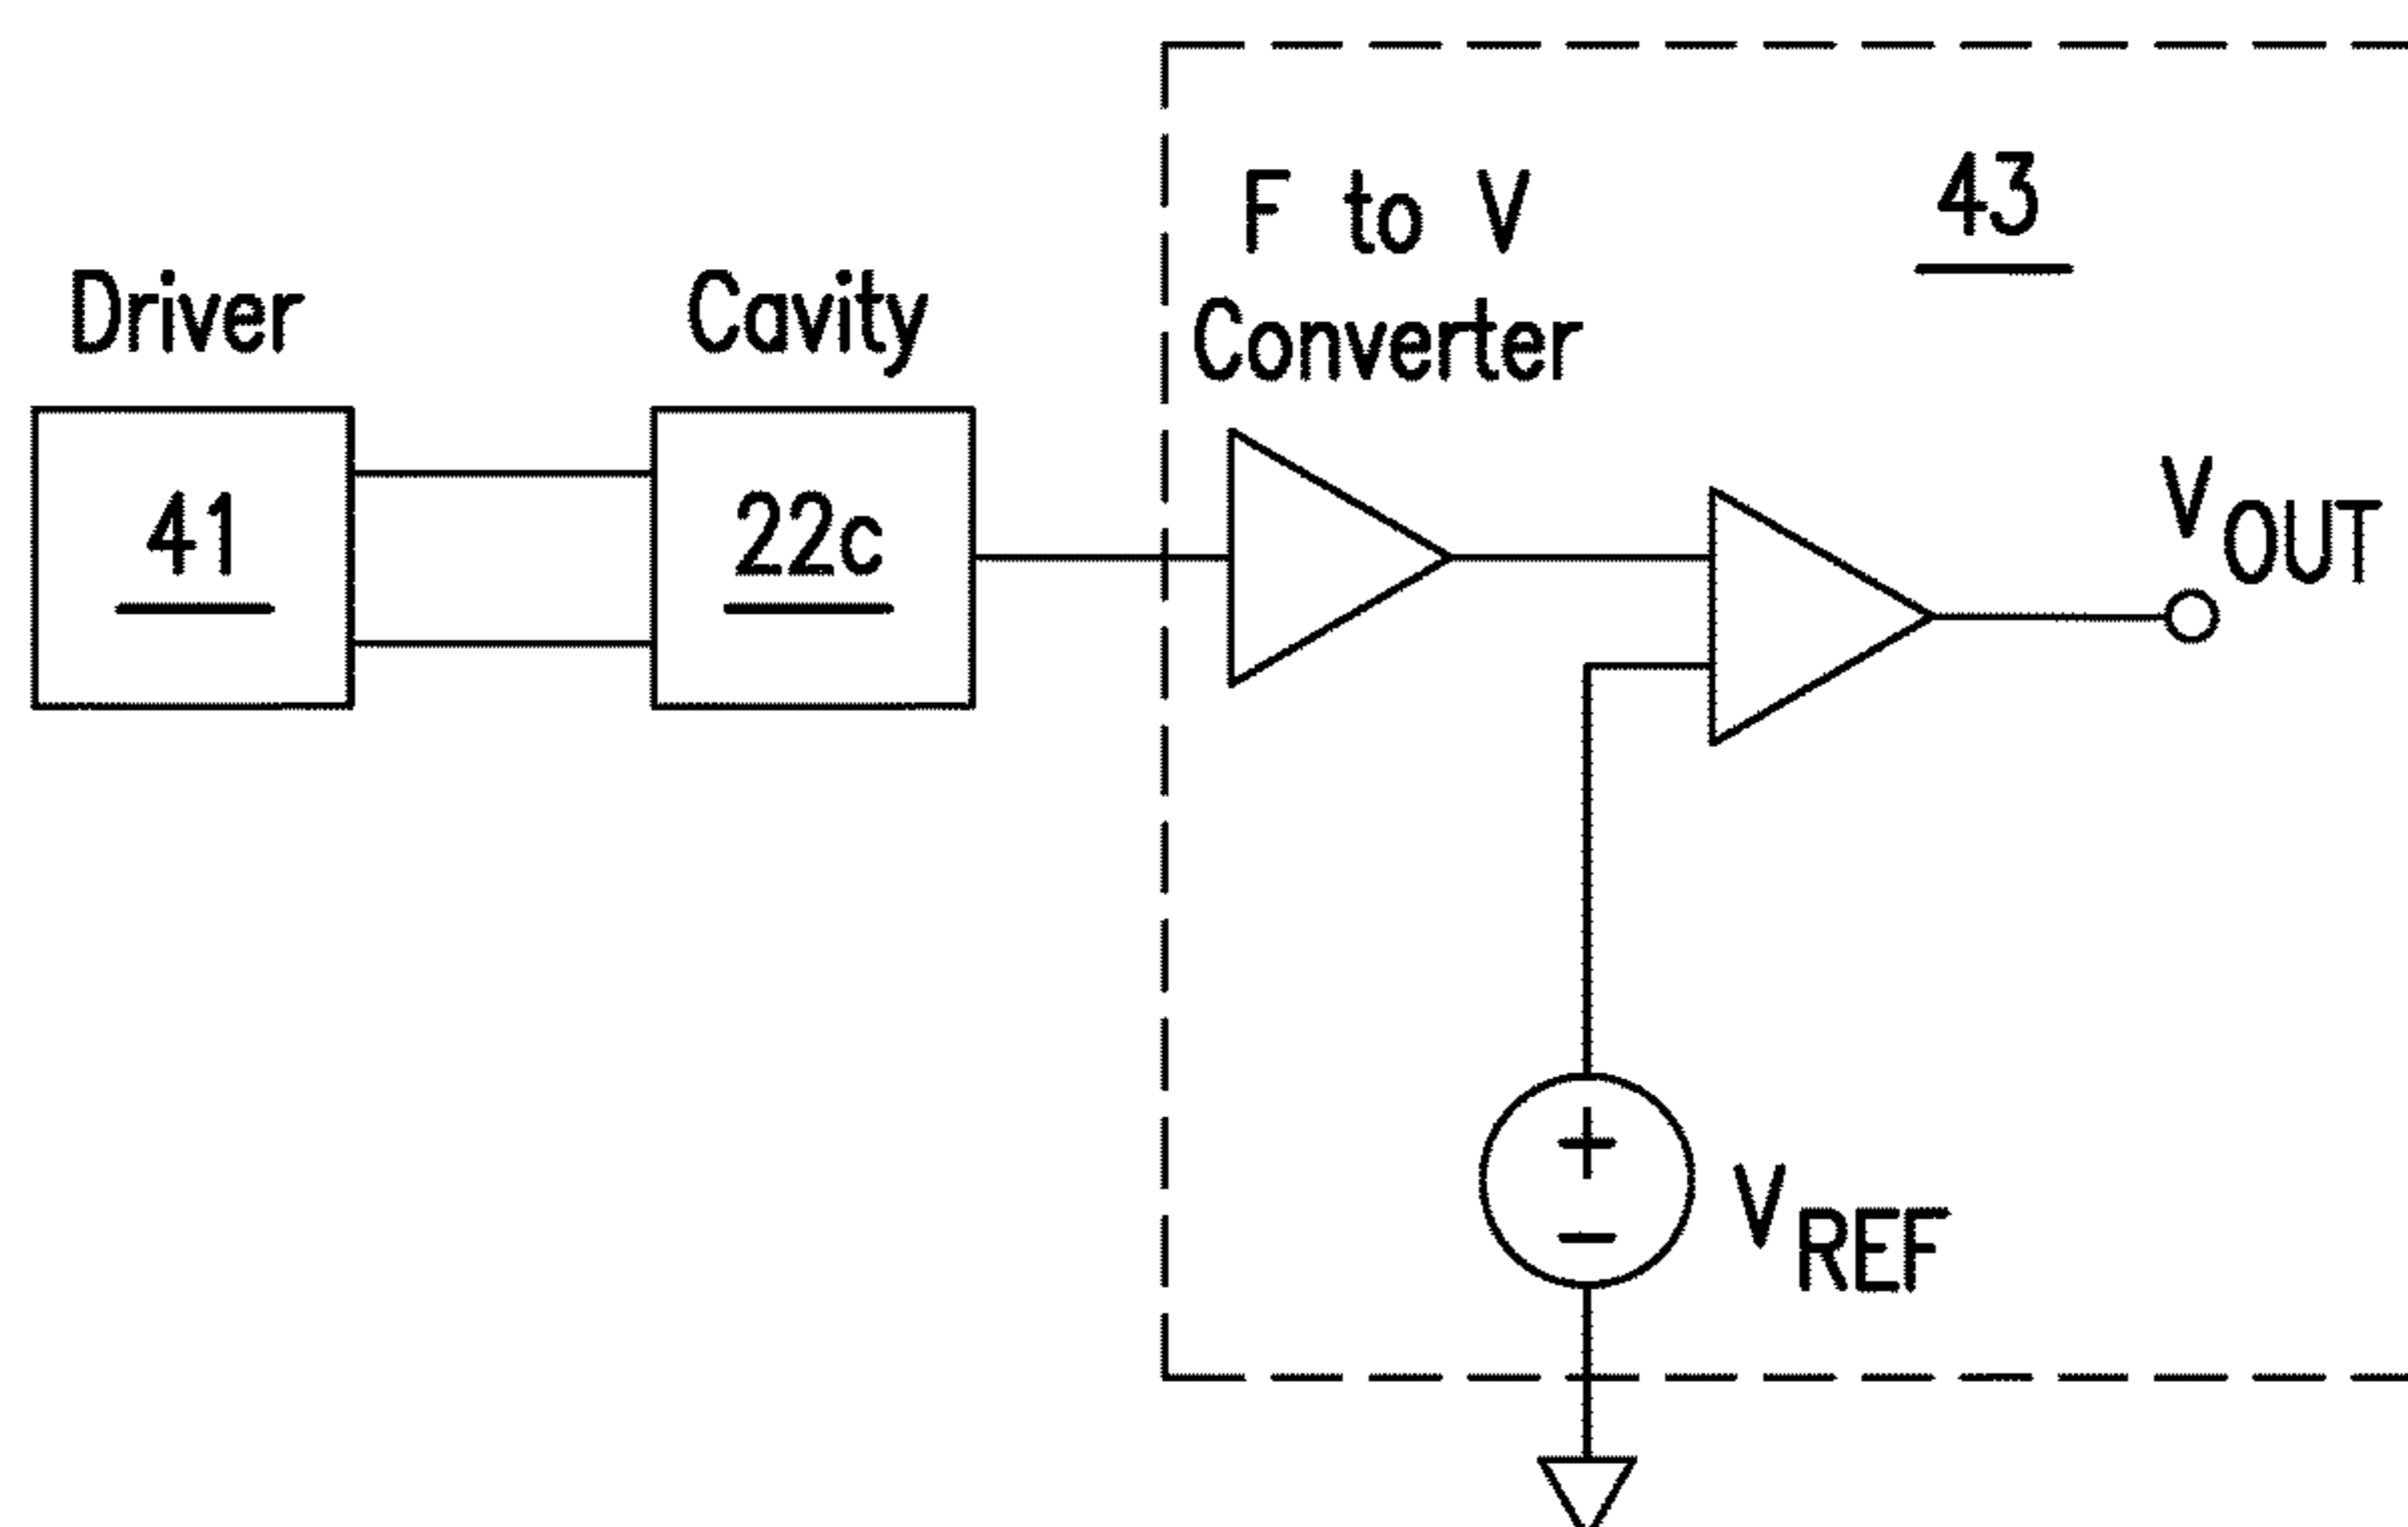 Driver
41
Cavity
22c
F to V
Converter
43
VOUT
+
−
VREF